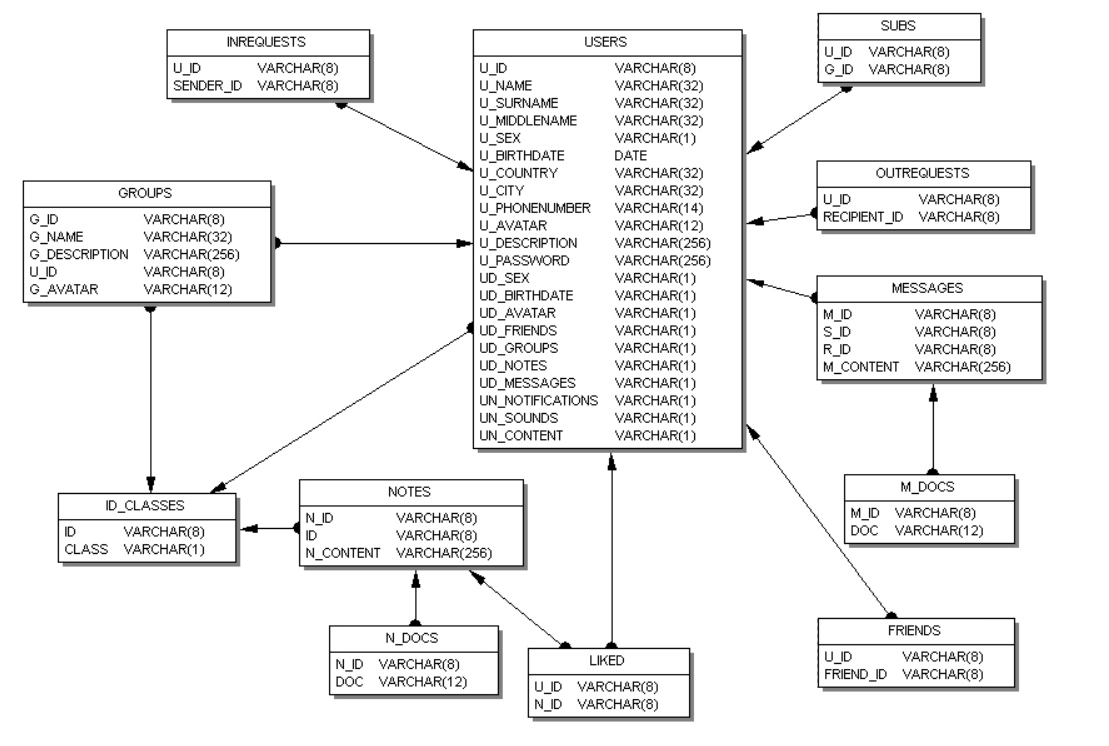 INREQUESTS
U_ID VARCHAR(8)
SENDER_ID VARCHAR(8)
USERS
U_ID VARCHAR(8)
U_NAME VARCHAR(32)
U_SURNAME VARCHAR(32)
U_MIDDLENAME VARCHAR(32)
U_SEX VARCHAR(1)
U_BIRTHDATE DATE
U_COUNTRY VARCHAR(32)
U_CITY VARCHAR(32)
U_PHONENUMBER VARCHAR(14)
U_AVATAR VARCHAR(12)
U_DESCRIPTION VARCHAR(256)
U_PASSWORD VARCHAR(256)
UD_SEX VARCHAR(1)
UD_BIRTHDATE VARCHAR(1)
UD_AVATAR VARCHAR(1)
UD_FRIENDS VARCHAR(1)
UD_GROUPS VARCHAR(1)
UD_NOTES VARCHAR(1)
UD_MESSAGES VARCHAR(1)
UN_NOTIFICATIONS VARCHAR(1)
UN_SOUNDS VARCHAR(1)
UN_CONTENT VARCHAR(1)
SUBS
U_ID VARCHAR(8)
G_ID VARCHAR(8)
OUTREQUESTS
U_ID VARCHAR(8)
RECIPIENT_ID VARCHAR(8)
GROUPS
G_ID VARCHAR(8)
G_NAME VARCHAR(32)
G_DESCRIPTION VARCHAR(256)
U_ID VARCHAR(8)
G_AVATAR VARCHAR(12)
MESSAGES
M_ID VARCHAR(8)
S_ID VARCHAR(8)
R_ID VARCHAR(8)
M_CONTENT VARCHAR(256)
ID_CLASSES
ID VARCHAR(8)
CLASS VARCHAR(1)
NOTES
N_ID VARCHAR(8)
ID VARCHAR(8)
N_CONTENT VARCHAR(256)
M_DOCS
M_ID VARCHAR(8)
DOC VARCHAR(12)
N_DOCS
N_ID VARCHAR(8)
DOC VARCHAR(12)
LIKED
U_ID VARCHAR(8)
N_ID VARCHAR(8)
FRIENDS
U_ID VARCHAR(8)
FRIEND_ID VARCHAR(8)